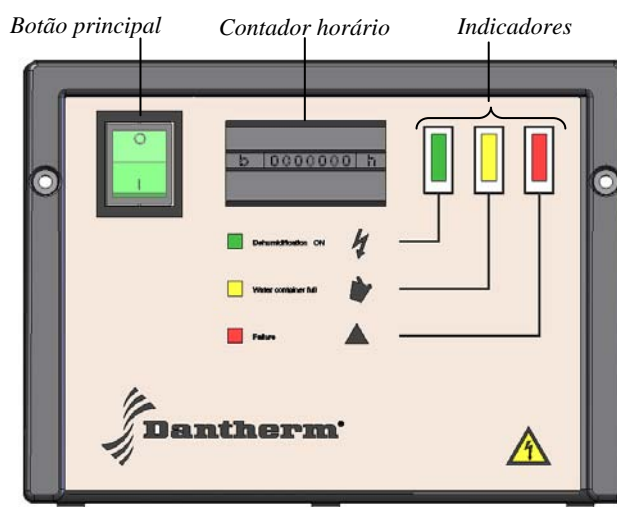 Botão principal Contador horário Indicadores
O
I
b 0000000 h
Dehumidification ON
Water container full
Failure
Dantherm®